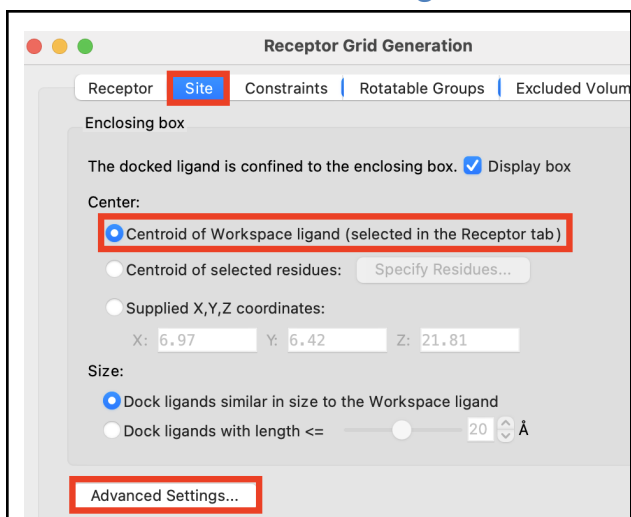 Receptor Grid Generation
Receptor Site Constraints Rotatable Groups Excluded Volum
Enclosing box
The docked ligand is confined to the enclosing box. Display box
Center:
Centroid of Workspace ligand (selected in the Receptor tab)
Centroid of selected residues: Specify Residues...
Supplied X,Y,Z coordinates:
X: 6.97 Y: 6.42 Z: 21.81
Size:
Dock ligands similar in size to the Workspace ligand
Dock ligands with length <= 20 Å
Advanced Settings...